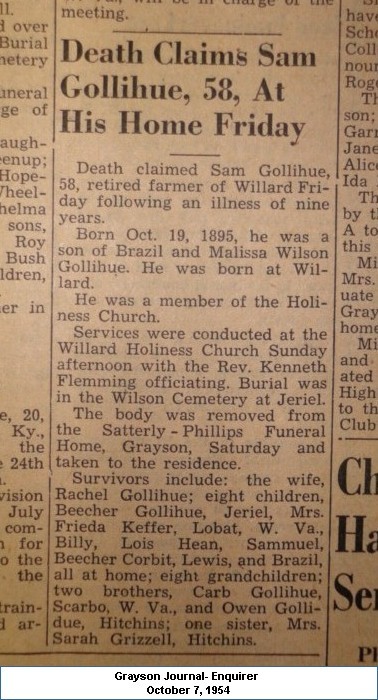 meeting.
Death Claims Sam
Gollihue, 58, At
His Home Friday
Death claimed Sam Gollihue,
58, retired farmer of Willard Fri-
day following an illness of nine
years.
Born Oct. 19, 1895, he was a
son of Brazil and Malissa Wilson
Gollihue. He was born at Wil-
lard.
He was a member of the Holi-
ness Church.
Services were conducted at the
Willard Holiness Church Sunday
afternoon with the Rev. Kenneth
Flemming officiating. Burial was
in the Wilson Cemetery at Jeriel.
The body was removed from
the Satterly - Phillips Funeral
Home, Grayson, Saturday and
taken to the residence.
Survivors include: the wife,
Rachel Gollihue; eight children,
Beecher Gollihue, Jeriel, Mrs.
Frieda Keffer, Lobat, W. Va.,
Billy, Lois Hean, Sammuel,
Beecher Corbit, Lewis, and Brazil,
all at home; eight grandchildren;
two brothers, Carb Gollihue,
Scarbo, W. Va., and Owen Golli-
due, Hitchins; one sister, Mrs.
Sarah Grizzell, Hitchins.
Grayson Journal- Enquirer
October 7, 1954